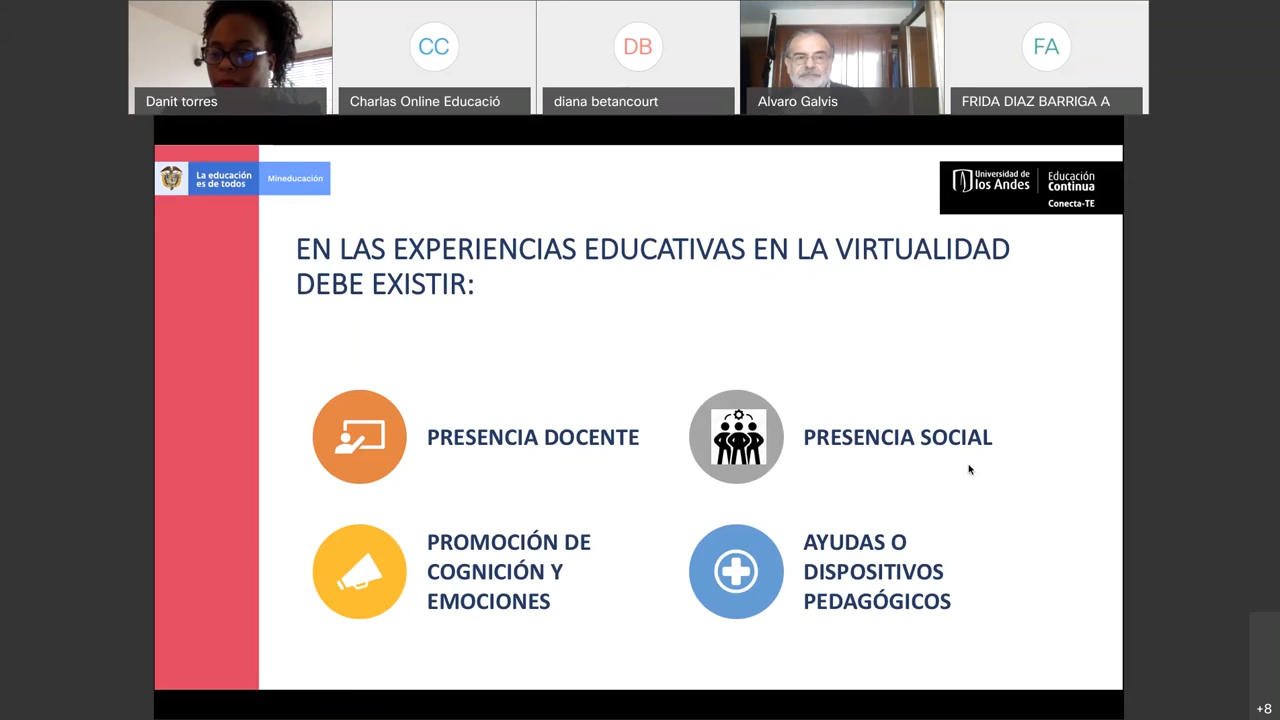 CC
DB
FA
Danit torres
Charlas Online Educació
diana betancourt
Alvaro Galvis
FRIDA DIAZ BARRIGA A
La educación
es de todos
Mineducación
Universidad de
los Andes
Educación
Continua
Conecta-TE
EN LAS EXPERIENCIAS EDUCATIVAS EN LA VIRTUALIDAD
DEBE EXISTIR:
PRESENCIA DOCENTE
PRESENCIA SOCIAL
PROMOCIÓN DE
COGNICIÓN Y
EMOCIONES
AYUDAS O
DISPOSITIVOS
PEDAGÓGICOS
+8